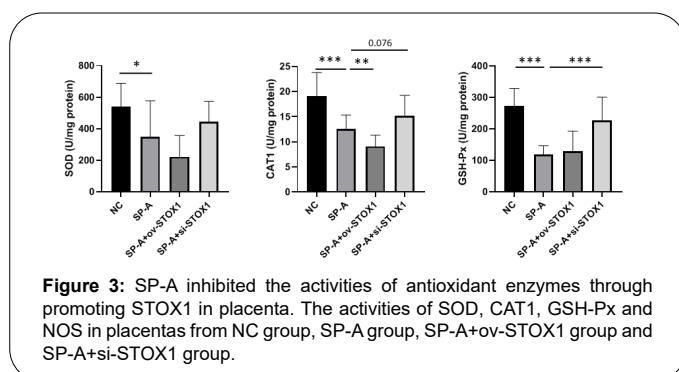 SOD (U/mg protein)
800
600
400
200
0
*
NC
SP-A
SP-A+ov-STOX1
SP-A+si-STOX1
CAT1 (U/mg protein)
25
20
15
10
5
0
0.076
*** **
NC
SP-A
SP-A+ov-STOX1
SP-A+si-STOX1
GSH-Px (U/mg protein)
400
300
200
100
0
*** ***
NC
SP-A
SP-A+ov-STOX1
SP-A+si-STOX1
Figure 3: SP-A inhibited the activities of antioxidant enzymes through
promoting STOX1 in placenta. The activities of SOD, CAT1, GSH-Px and
NOS in placentas from NC group, SP-A group, SP-A+ov-STOX1 group and
SP-A+si-STOX1 group.